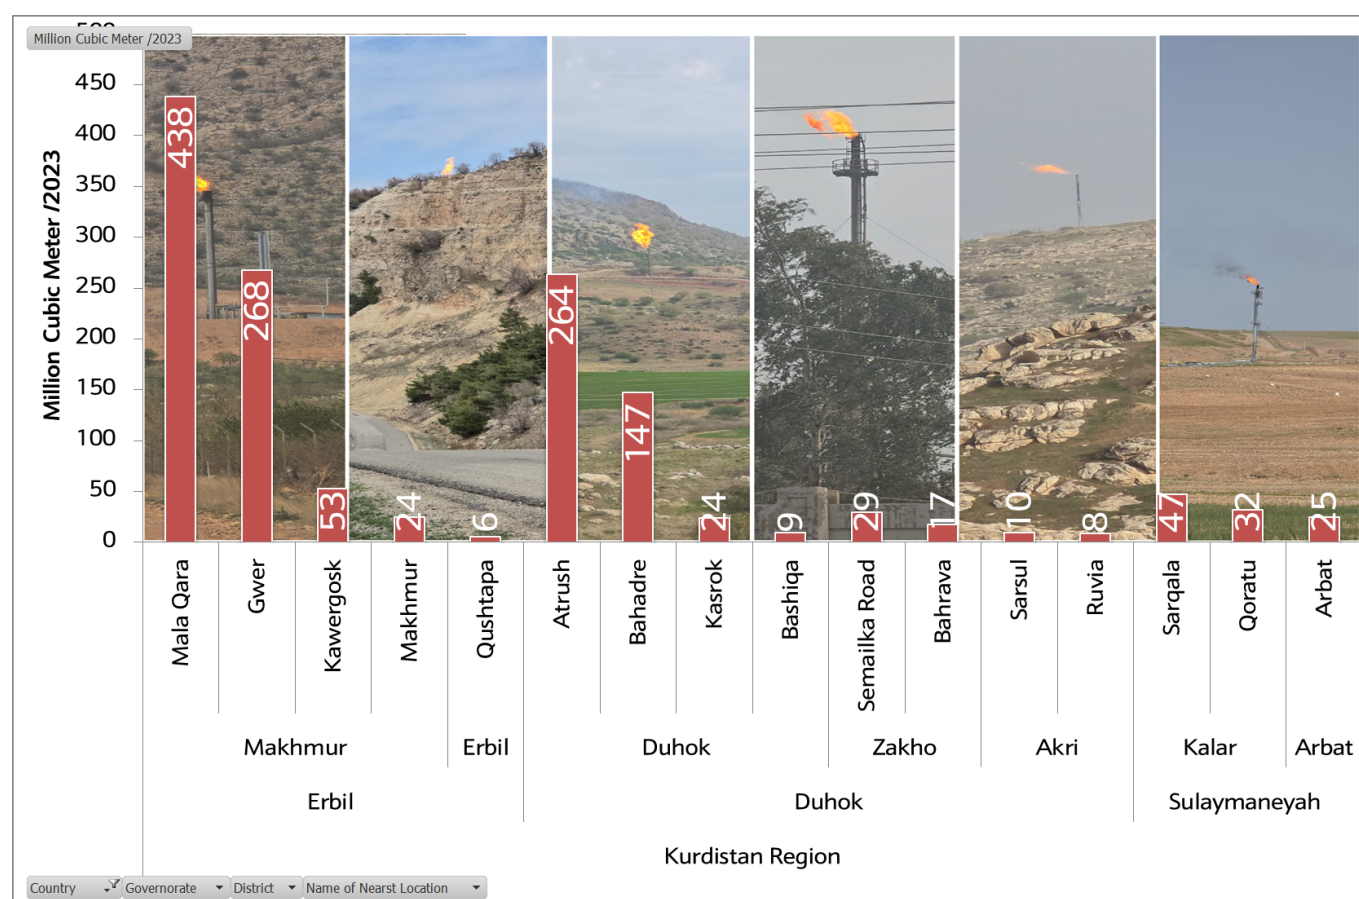 500
Million Cubic Meter /2023
450
400
350
300
250
200
150
100
50
0
Million Cubic Meter /2023
438
268
53
24
6
264
147
24
9
29
17
10
8
47
32
25
Mala Qara
Gwer
Kawergosk
Makhmur
Qushtapa
Atrush
Bahadre
Kasrok
Bashiqa
Semailka Road
Bahrava
Sarsul
Ruvia
Sarqala
Qoratu
Arbat
Makhmur
Erbil
Duhok
Zakho
Akri
Kalar
Arbat
Erbil
Duhok
Sulaymaneyah
Kurdistan Region
Country
Governorate
District
Name of Nearst Location